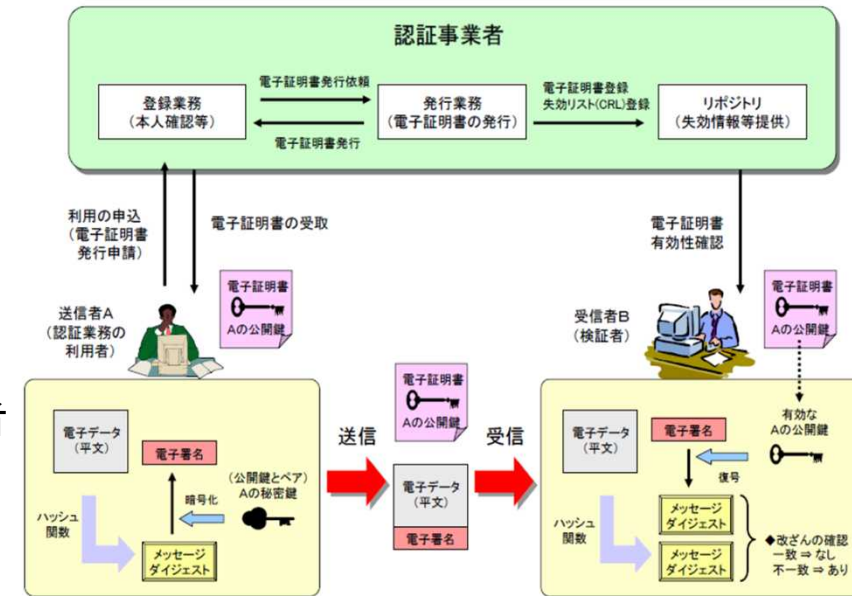 認証事業者
登録業務
(本人確認等)
電子証明書発行依頼
電子証明書発行
発行業務
(電子証明書の発行)
電子証明書登録
失効リスト(CRL)登録
リポジトリ
(失効情報等提供)
利用の申込
(電子証明書
発行申請)
電子証明書の受取
電子証明書
有効性確認
送信者A
(認証業務の
利用者)
電子証明書
Aの公開鍵
受信者B
(検証者)
電子証明書
Aの公開鍵
電子データ
(平文)
電子署名
暗号化
(公開鍵とペア)
Aの秘密鍵
ハッシュ
関数
メッセージ
ダイジェスト
送信
電子証明書
Aの公開鍵
電子データ
(平文)
電子署名
受信
電子データ
(平文)
電子署名
有効な
Aの公開鍵
復号
ハッシュ
関数
メッセージ
ダイジェスト
メッセージ
ダイジェスト
◆改ざんの確認
一致 ⇒ なし
不一致 ⇒ あり